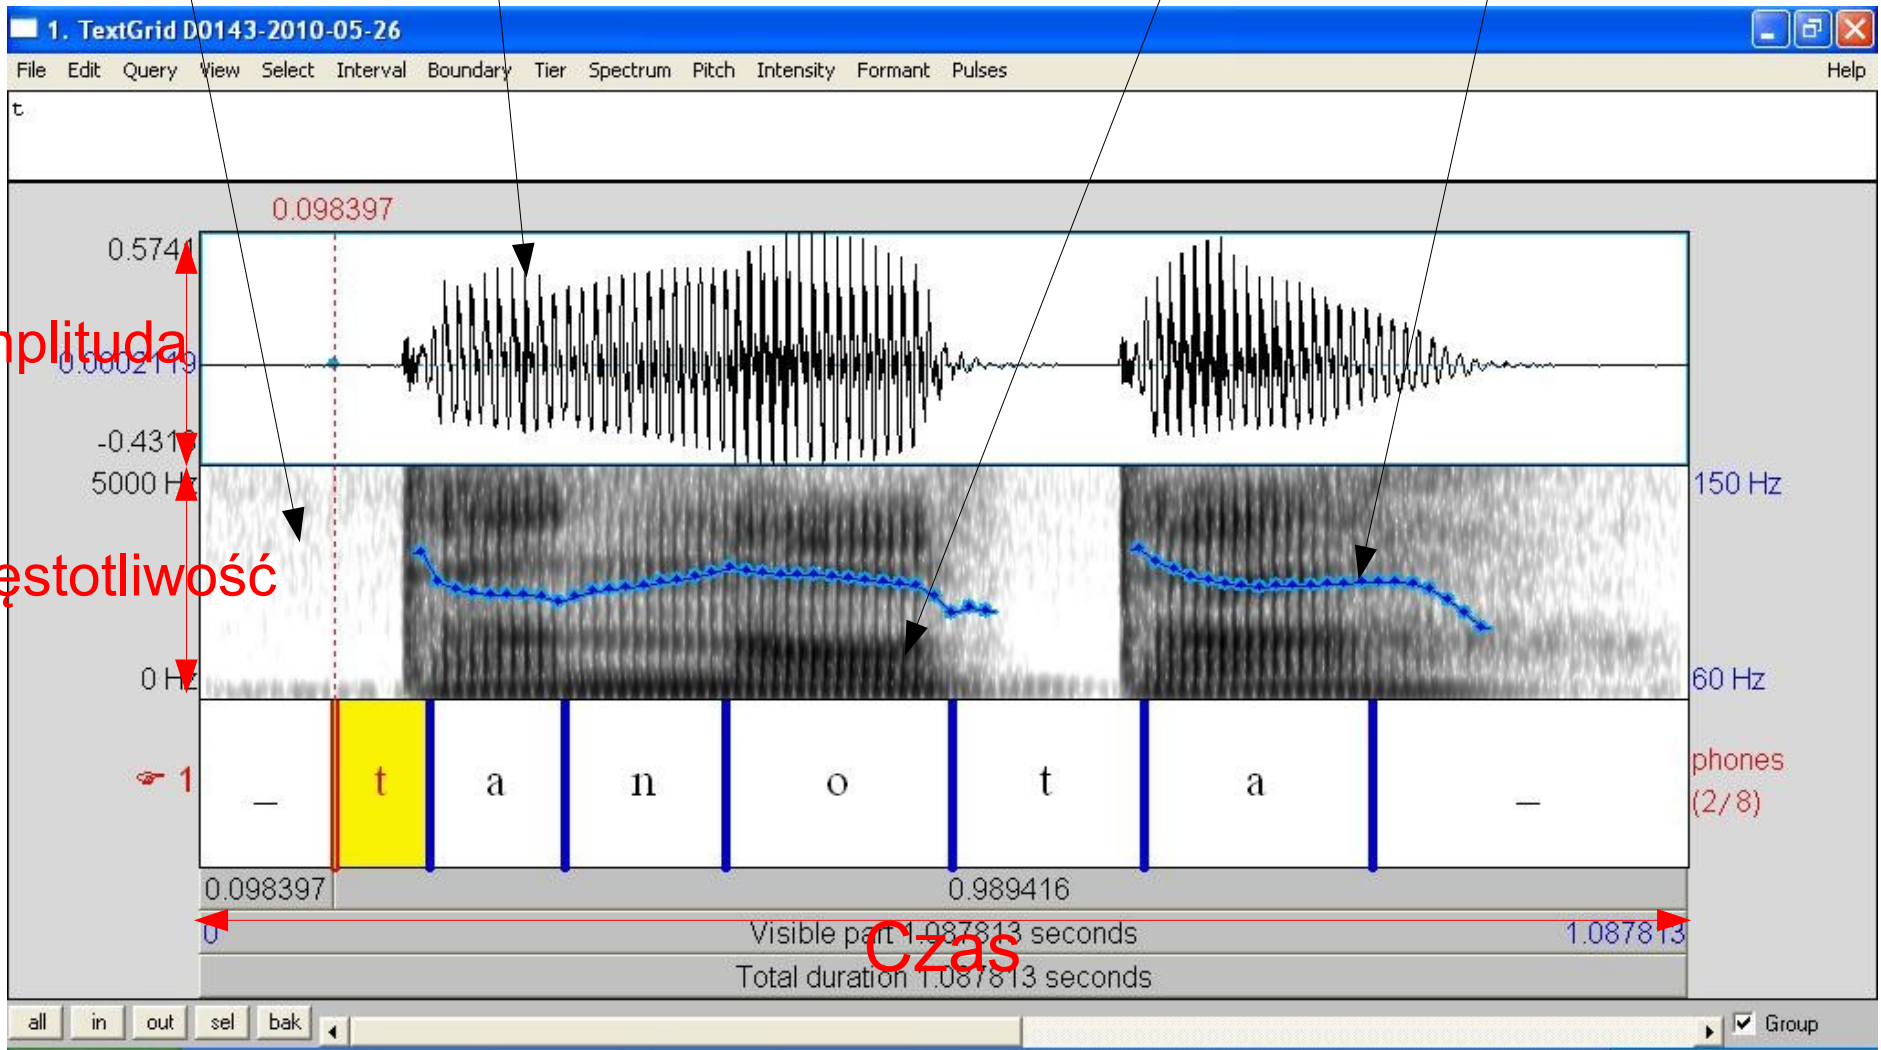 1. TextGrid D0143-2010-05-26
File Edit Query View Select Interval Boundary Tier Spectrum Pitch Intensity Formant Pulses Help
t
0.098397
0.5741
mplituda
0.0002119
-0.4313
5000 Hz 150 Hz
ęstotliwość
0 Hz 60 Hz
1 _ t a n o t a _ phones
(2/8)
0.098397 0.989416
0 Visible part 1.087813 seconds 1.087813
Czas
Total duration 1.087813 seconds
all in out sel bak Group